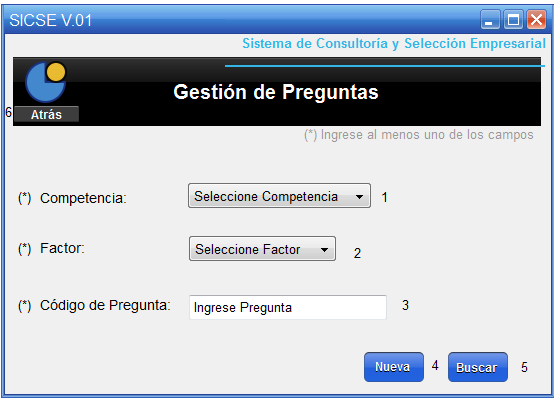 SICSE V.01
Sistema de Consultoría y Selección Empresarial
Gestión de Preguntas
6 Atrás
(*) Ingrese al menos uno de los campos
(*) Competencia: Seleccione Competencia 1
(*) Factor: Seleccione Factor 2
(*) Código de Pregunta: Ingrese Pregunta 3
Nueva 4 Buscar 5